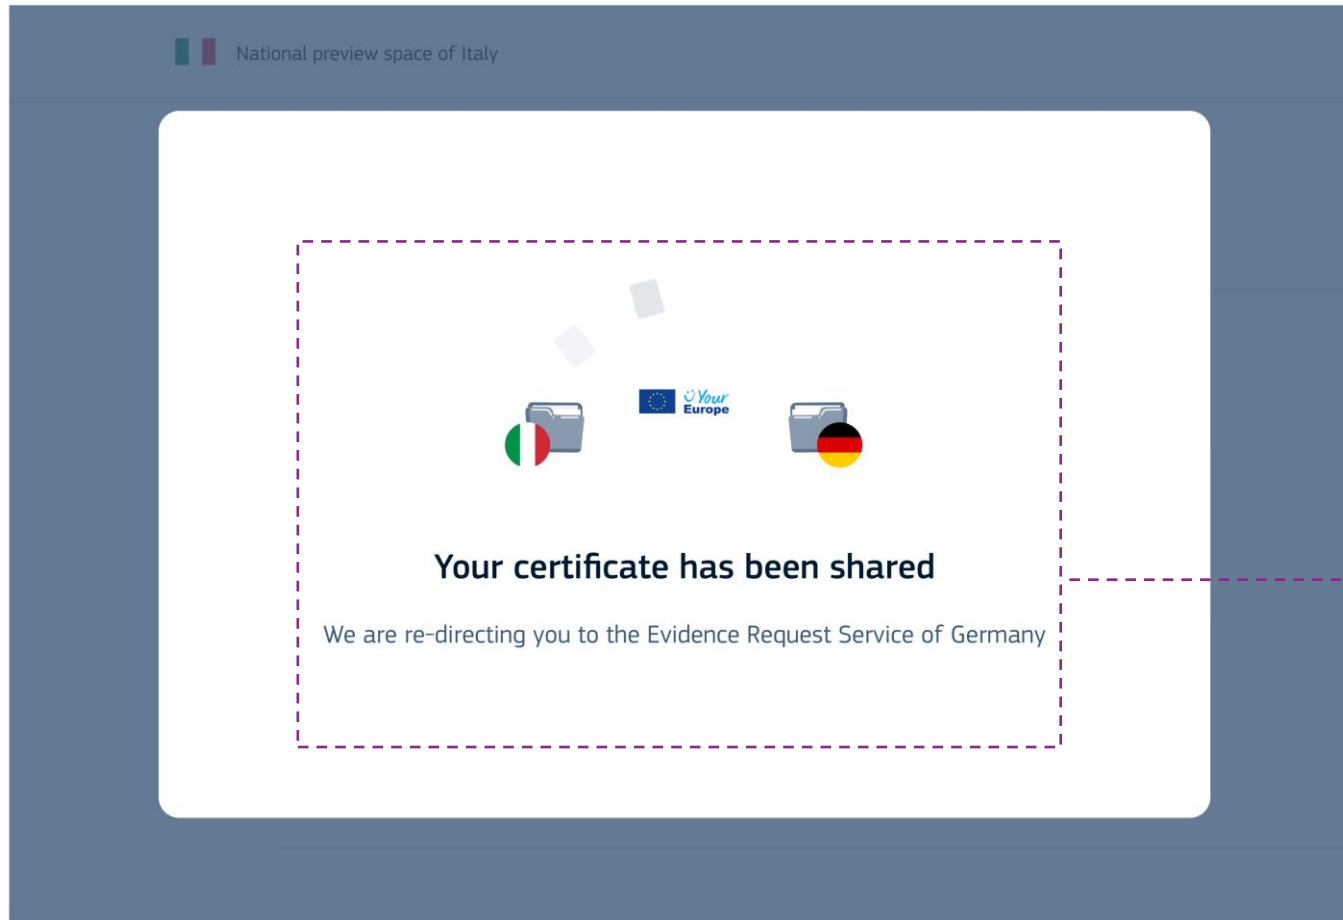 National preview space of Italy
Your
Europe
Your certificate has been shared
We are re-directing you to the Evidence Request Service of Germany